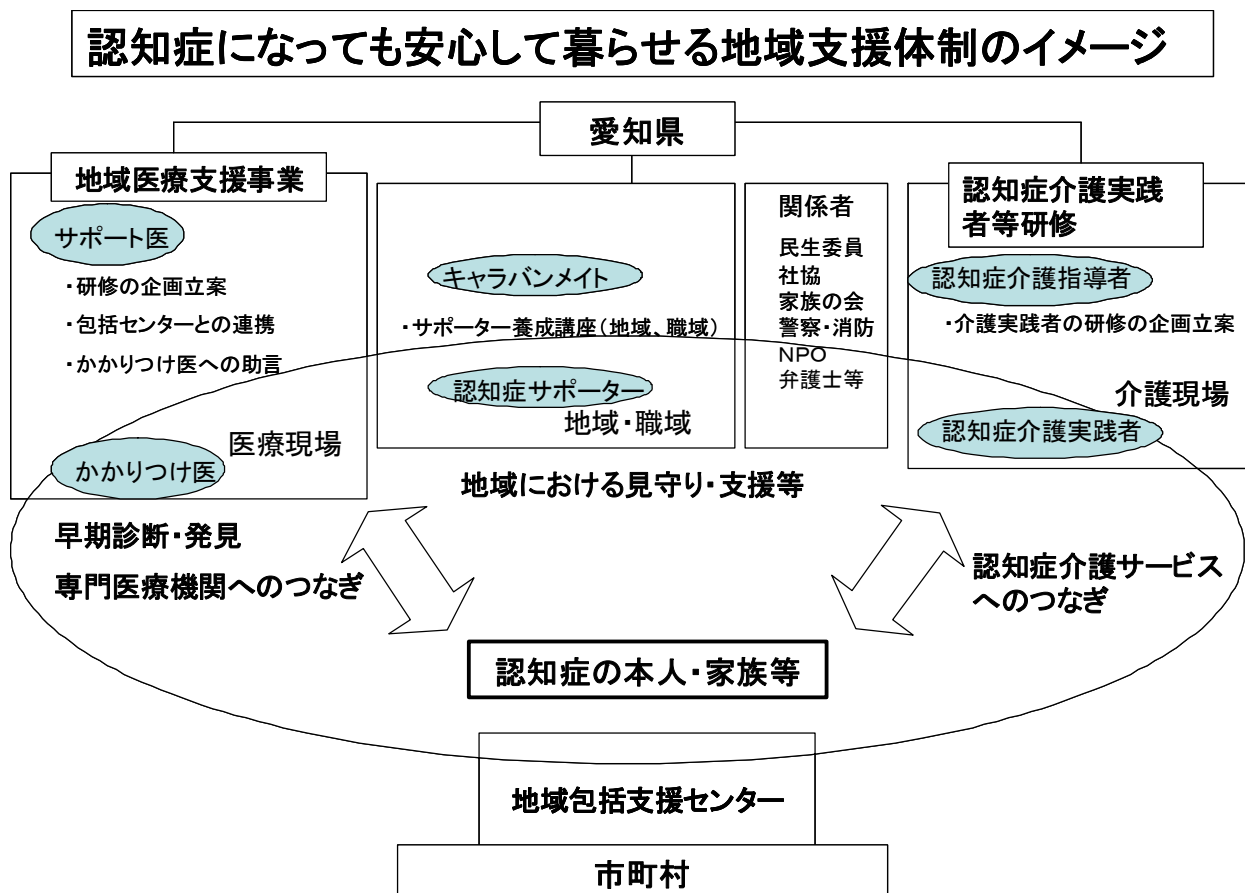 認知症になっても安心して暮らせる地域支援体制のイメージ
愛知県
地域医療支援事業
サポート医
・研修の企画立案
・包括センターとの連携
・かかりつけ医への助言
医療現場
かかりつけ医
早期診断・発見
専門医療機関へのつなぎ
キャラバンメイト
・サポーター養成講座(地域、職域)
認知症サポーター
地域・職域
関係者
民生委員
社協
家族の会
警察・消防
NPO
弁護士等
地域における見守り・支援等
認知症介護実践
者等研修
認知症介護指導者
・介護実践者の研修の企画立案
介護現場
認知症介護実践者
認知症介護サービス
へのつなぎ
認知症の本人・家族等
地域包括支援センター
市町村